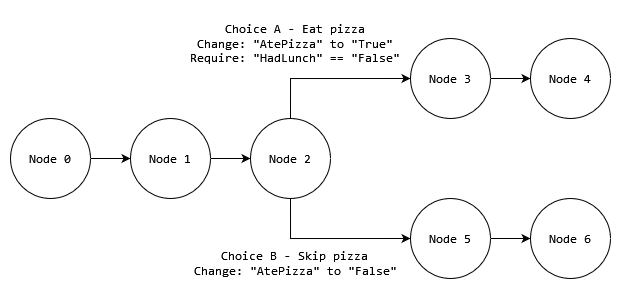 Choice A - Eat pizza
Change: "AtePizza" to "True"
Require: "HadLunch" == "False"
Node 3
Node 4
Node 0
Node 1
Node 2
Node 5
Node 6
Choice B - Skip pizza
Change: "AtePizza" to "False"